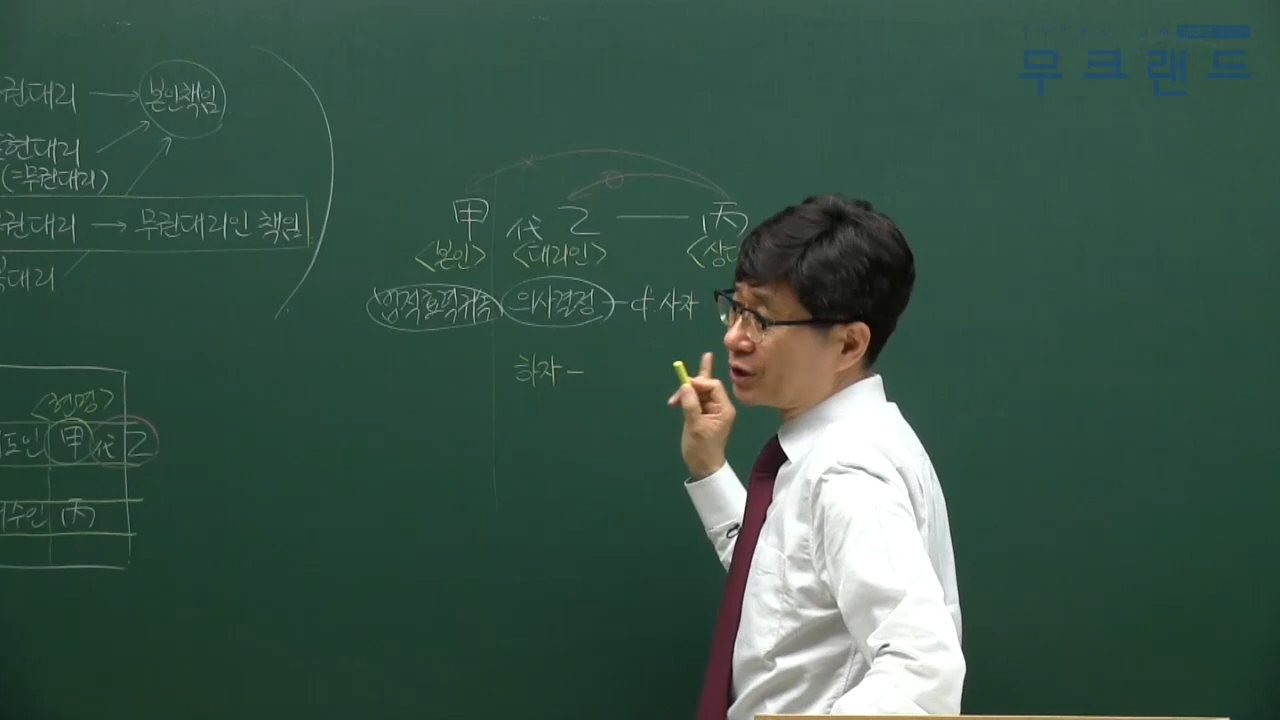 무크랜드
권대리 → 본인책임
현대리
(=무권대리)
권대리 → 무권대리인 책임
대리
甲 代 乙 — 丙
<본인> <대리인> <상
법적효력귀속 의사결정 - d. 사자
하자 -
<현명>
도인 甲 代 乙
수인 丙